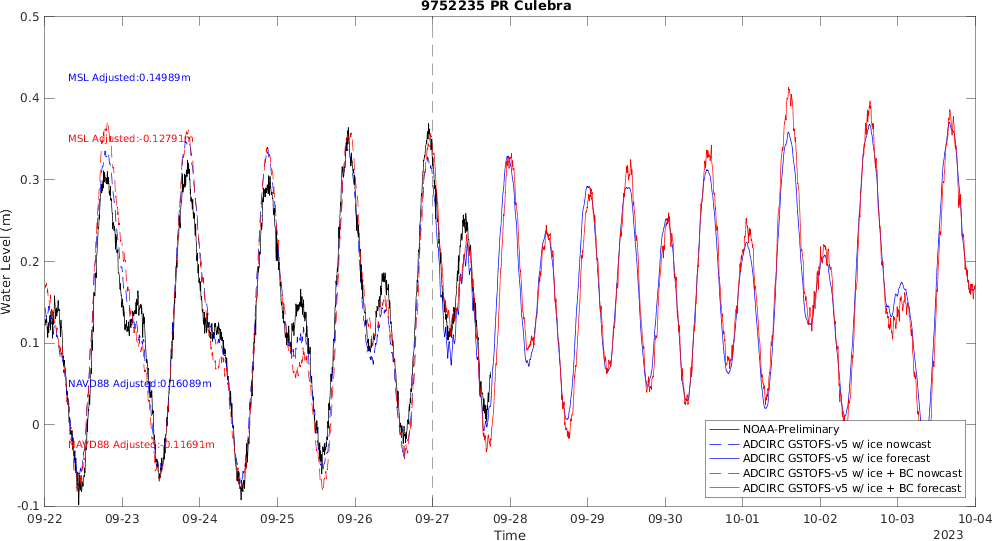 9752235 PR Culebra
0.5
0.4
0.3
0.2
0.1
0
-0.1
Water Level (m)
MSL Adjusted:0.14989m
MSL Adjusted:-0.12791m
NAVD88 Adjusted:0.16089m
NAVD88 Adjusted:-0.11691m
NOAA-Preliminary
ADCIRC GSTOFS-v5 w/ ice nowcast
ADCIRC GSTOFS-v5 w/ ice forecast
ADCIRC GSTOFS-v5 w/ ice + BC nowcast
ADCIRC GSTOFS-v5 w/ ice + BC forecast
09-22 09-23 09-24 09-25 09-26 09-27 09-28 09-29 09-30 10-01 10-02 10-03 10-04
Time
2023